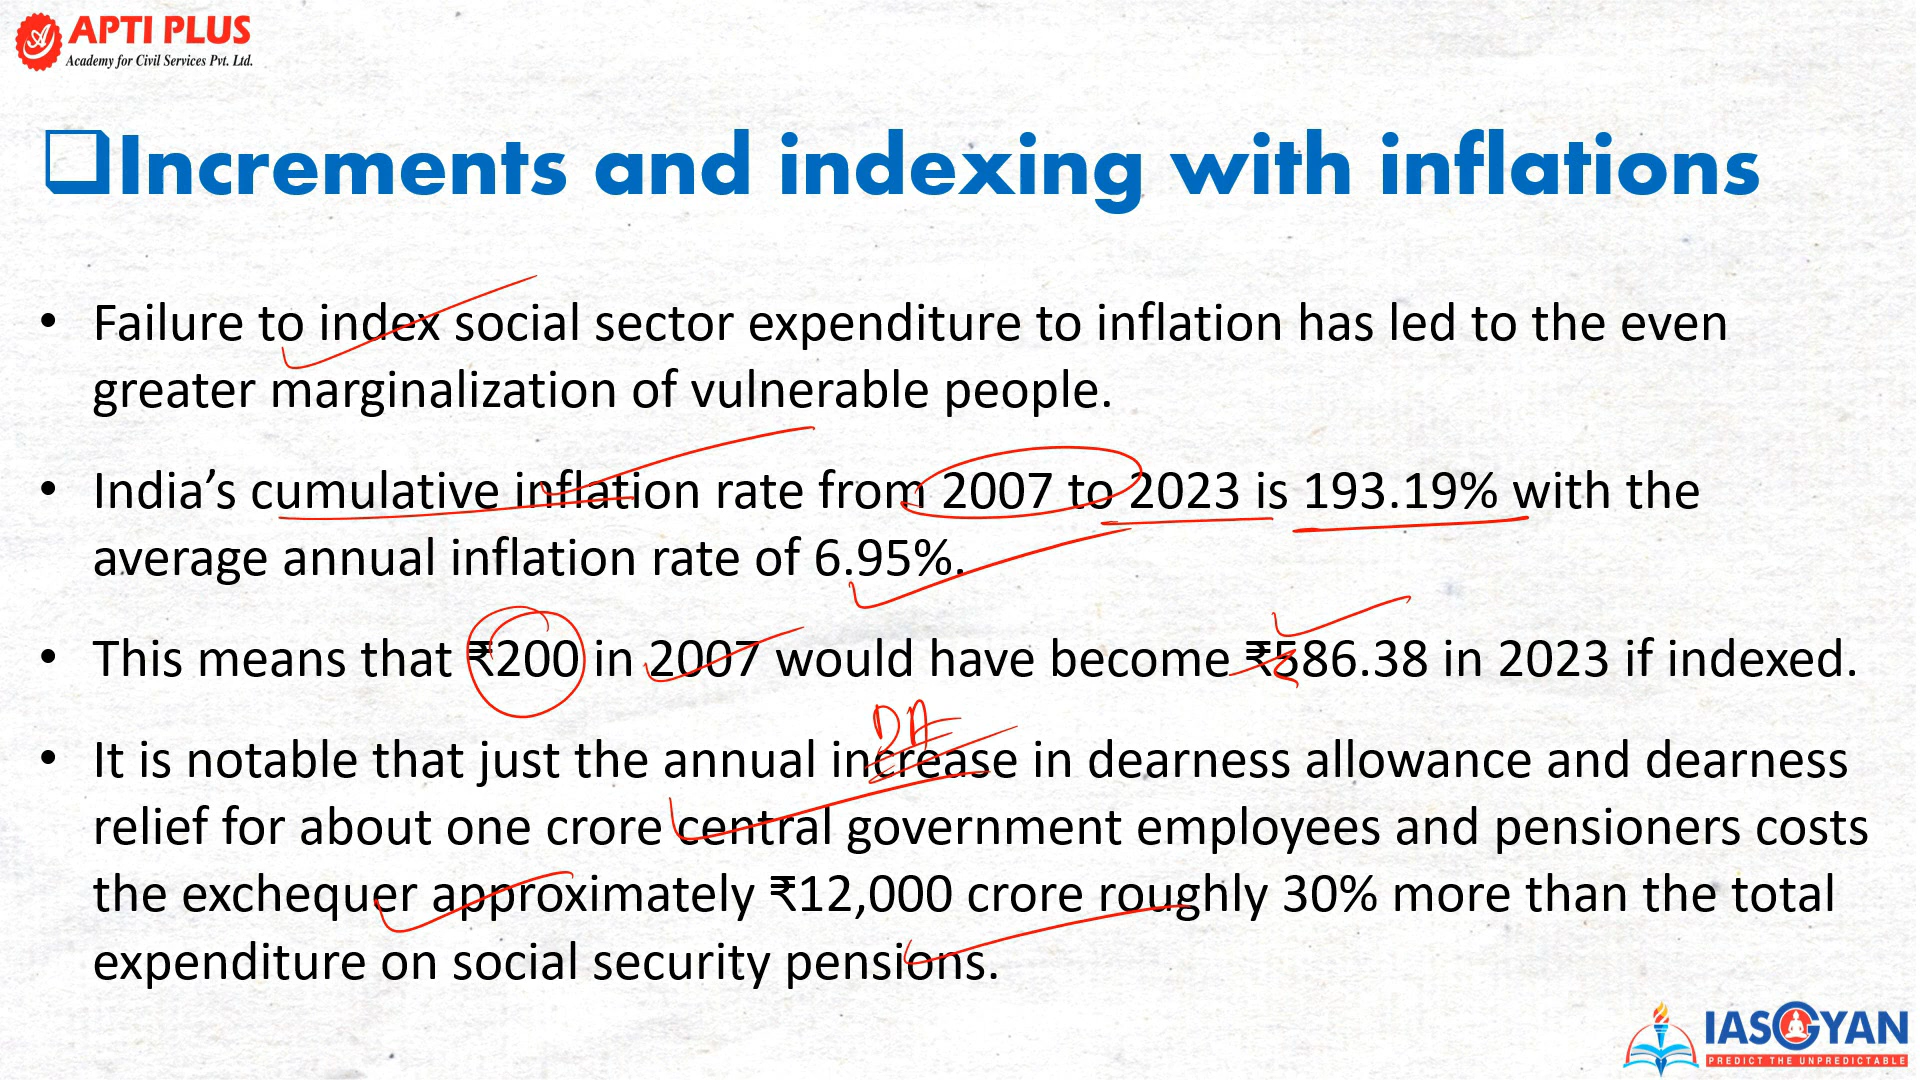 APTI PLUS
Academy for Civil Services Pvt. Ltd.
Increments and indexing with inflations
• Failure to index social sector expenditure to inflation has led to the even
greater marginalization of vulnerable people.
• India’s cumulative inflation rate from 2007 to 2023 is 193.19% with the
average annual inflation rate of 6.95%.
• This means that ₹200 in 2007 would have become ₹586.38 in 2023 if indexed.
DA
• It is notable that just the annual increase in dearness allowance and dearness
relief for about one crore central government employees and pensioners costs
the exchequer approximately ₹12,000 crore roughly 30% more than the total
expenditure on social security pensions.
IASGYAN
PREDICT THE UNPREDICTABLE